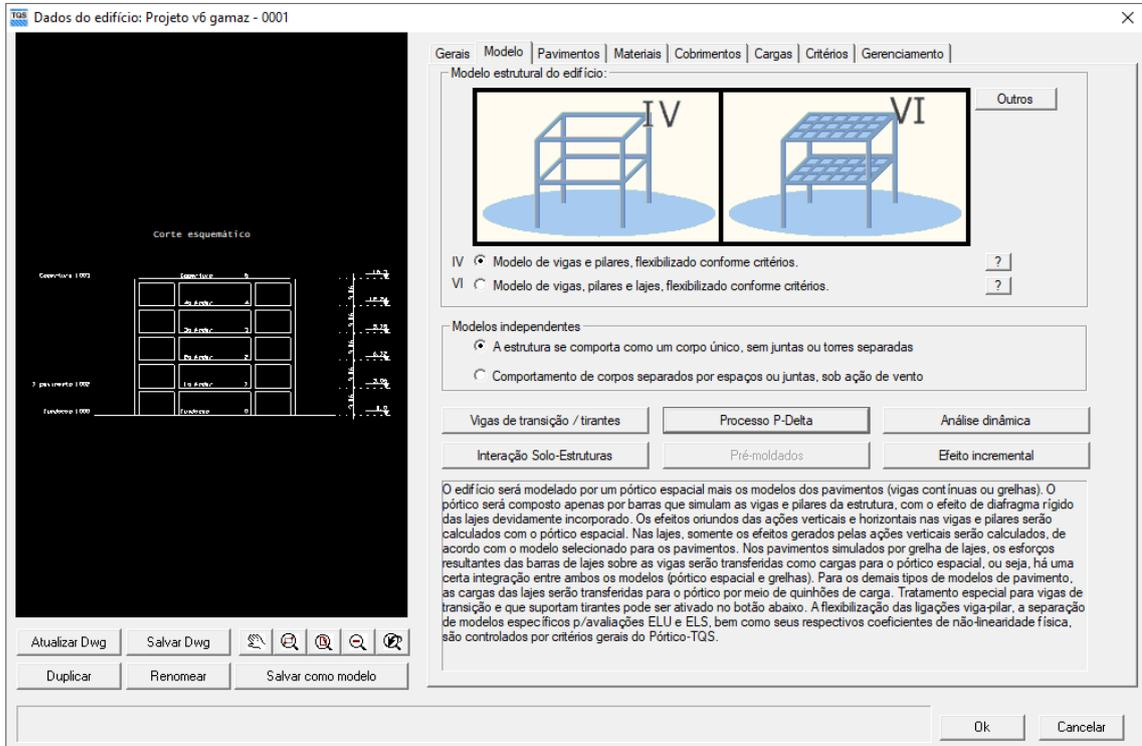 TQS Dados do edifício: Projeto v6 gamaz - 0001
Gerais Modelo Pavimentos Materiais Cobrimentos Cargas Critérios Gerenciamento
Modelo estrutural do edifício:
IV VI
Outros
IV Modelo de vigas e pilares, flexibilizado conforme critérios. ?
VI Modelo de vigas, pilares e lajes, flexibilizado conforme critérios. ?
Corte esquemático
Modelos independentes
A estrutura se comporta como um corpo único, sem juntas ou torres separadas
Comportamento de corpos separados por espaços ou juntas, sob ação de vento
Vigas de transição / tirantes Processo P-Delta Análise dinâmica
Interação Solo-Estruturas Pré-moldados Efeito incremental
O edifício será modelado por um pórtico espacial mais os modelos dos pavimentos (vigas contínuas ou grelhas). O
pórtico será composto apenas por barras que simulam as vigas e pilares da estrutura, com o efeito de diafragma rígido
das lajes devidamente incorporado. Os efeitos oriundos das ações verticais e horizontais nas vigas e pilares serão
calculados com o pórtico espacial. Nas lajes, somente os efeitos gerados pelas ações verticais serão calculados, de
acordo com o modelo selecionado para os pavimentos. Nos pavimentos simulados por grelha de lajes, os esforços
resultantes das barras de lajes sobre as vigas serão transferidas como cargas para o pórtico espacial, ou seja, há uma
certa integração entre ambos os modelos (pórtico espacial e grelhas). Para os demais tipos de modelos de pavimento,
as cargas das lajes serão transferidas para o pórtico por meio de quinhões de carga. Tratamento especial para vigas de
transição e que suportam tirantes pode ser ativado no botão abaixo. A flexibilização das ligações viga-pilar, a separação
de modelos específicos p/avaliações ELU e ELS, bem como seus respectivos coeficientes de não-linearidade física,
são controlados por critérios gerais do Pórtico-TQS.
Atualizar Dwg Salvar Dwg
Duplicar Renomear Salvar como modelo
Ok Cancelar